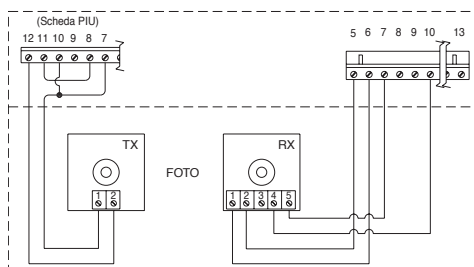 (Scheda PIU)
12 11 10 9 8 7
5 6 7 8 9 10 13
TX
FOTO
RX
1 2
1 2 3 4 5